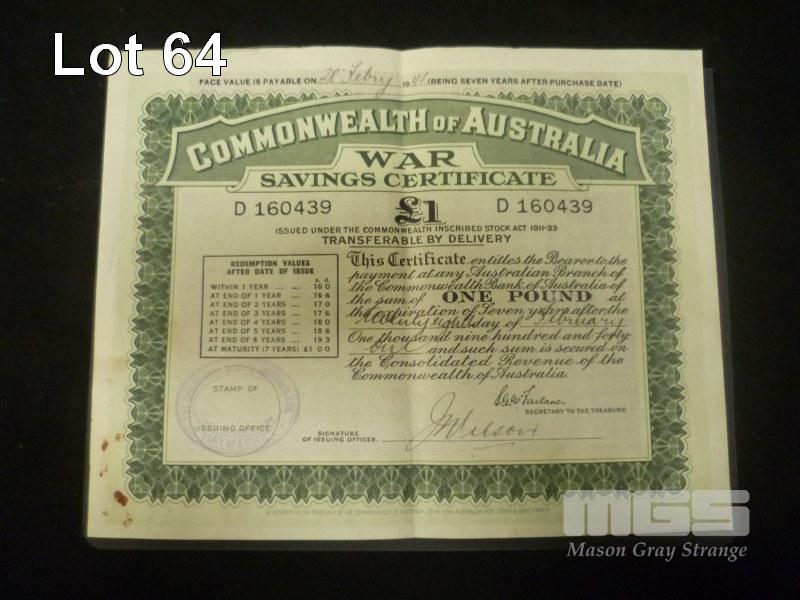 Lot 64
FACE VALUE IS PAYABLE ON 28 Febry 1948 (BEING SEVEN YEARS AFTER PURCHASE DATE)
COMMONWEALTH OF AUSTRALIA
WAR
SAVINGS CERTIFICATE
D 160439 £1 D 160439
ISSUED UNDER THE COMMONWEALTH INSCRIBED STOCK ACT 1911-33
TRANSFERABLE BY DELIVERY
REDEMPTION VALUES
AFTER DATE OF ISSUE
s. d.
WITHIN 1 YEAR ... ... 16 0
AT END OF 1 YEAR ... 16 6
AT END OF 2 YEARS ... 17 0
AT END OF 3 YEARS ... 17 6
AT END OF 4 YEARS ... 18 0
AT END OF 5 YEARS ... 18 6
AT END OF 6 YEARS ... 19 3
AT MATURITY (7 YEARS) £1 0 0
This Certificate entitles the Bearer to the
payment at any Australian Branch of
the Commonwealth Bank of Australia of
the sum of ONE POUND at
the expiration of Seven years after the
Twenty eighth day of February
One thousand nine hundred and forty
one and such sum is secured on
the Consolidated Revenue of the
Commonwealth of Australia.
STAMP OF
ISSUING OFFICE
HAYMARKET
SECRETARY TO THE TREASURY
SIGNATURE
OF ISSUING OFFICER. J Wilson
MGS
Mason Gray Strange